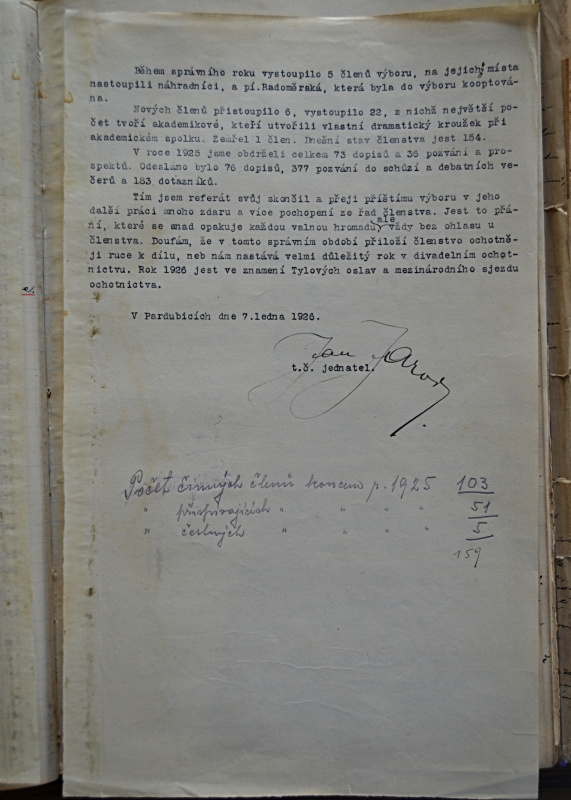 Během správního roku vystoupilo 5 členů výboru, na jejich místa
nastoupili náhradníci, a pí.Radoměrská, která byla do výboru kooptová-
na.
Nových členů přistoupilo 6, vystoupilo 22, z nichž největší po-
čet tvoří akademikové, kteří utvořili vlastní dramatický kroužek při
akademickém spolku. Zemřel 1 člen. Dnešní stav členstva jest 154.
V roce 1925 jsme obdrželi celkem 73 dopisů a 36 pozvání a pro-
spektů. Odesláno bylo 76 dopisů, 377 pozvání do schůzí a debatních ve-
čerů a 183 dotazníků.
Tím jsem referát svůj skončil a přeji příštímu výboru v jeho
další práci mnoho zdaru a více pochopení ze řad členstva. Jest to přá-
ní, které se snad opakuje každou valnou hromadu ale vždy bez ohlasu u
členstva. Doufám, že v tomto správním období přiloží členstvo ochotně-
ji ruce k dílu, neb nám nastává velmi důležitý rok v divadelním ochot-
nictvu. Rok 1926 jest ve znamení Tylových oslav a mezinárodního sjezdu
ochotnictva.
V Pardubicích dne 7.ledna 1926.
Jan
t.č. jednatel.
Počet činných členů koncem r. 1925 103
" přispívajících " " " " 51
" čestných " " " " 5
159